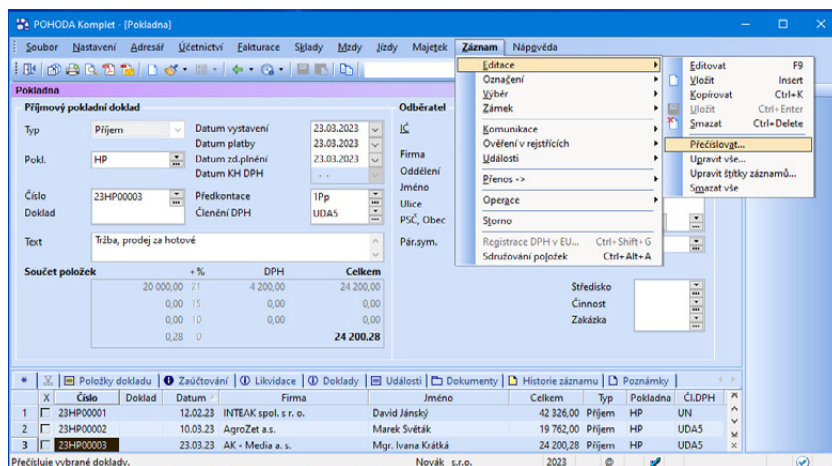 POHODA Komplet - [Pokladna]
Soubor Nastavení Adresář Účetnictví Fakturace Sklady Mzdy Jízdy Majetek Záznam Nápověda
Pokladna
Příjmový pokladní doklad
Typ Příjem
Datum vystavení 23.03.2023
Datum platby 23.03.2023
Pokl. HP
Datum zd.plnění 23.03.2023
Datum KH DPH . .
Číslo 23HP00003
Předkontace 1Pp
Doklad
Členění DPH UDA5
Text Tržba, prodej za hotové
Součet položek +% DPH Celkem
20 000,00 21 4 200,00 24 200,00
0,00 15 0,00 0,00
0,00 10 0,00 0,00
0,28 0 24 200,28
Odběratel
IČ
Firma
Oddělení
Jméno
Ulice
PSČ, Obec
Pár.sym.
Středisko
Činnost
Zakázka
Editace
Označení
Výběr
Zámek
Komunikace
Ověření v rejstřících
Události
Přenos ->
Operace
Storno
Registrace DPH v EU... Ctrl+Shift+G
Sdružování položek Ctrl+Alt+A
Editovat F9
Vložit Insert
Kopírovat Ctrl+K
Uložit Ctrl+Enter
Smazat Ctrl+Delete
Přečíslovat...
Upravit vše...
Upravit štítky záznamů...
Smazat vše
* Položky dokladu Zaúčtování Likvidace Doklady Události Dokumenty Historie záznamu Poznámky
X Číslo Doklad Datum Firma Jméno Celkem Typ Pokladna Čl.DPH
1 23HP00001 12.02.23 INTEAK spol. s r. o. David Jánský 42 326,00 Příjem HP UN
2 23HP00002 10.03.23 AgroZet a.s. Marek Světák 19 762,00 Příjem HP UDA5
3 23HP00003 23.03.23 AK - Media a. s. Mgr. Ivana Krátká 24 200,28 Příjem HP UDA5
Přečísluje vybrané doklady. Novák s.r.o. 2023 @